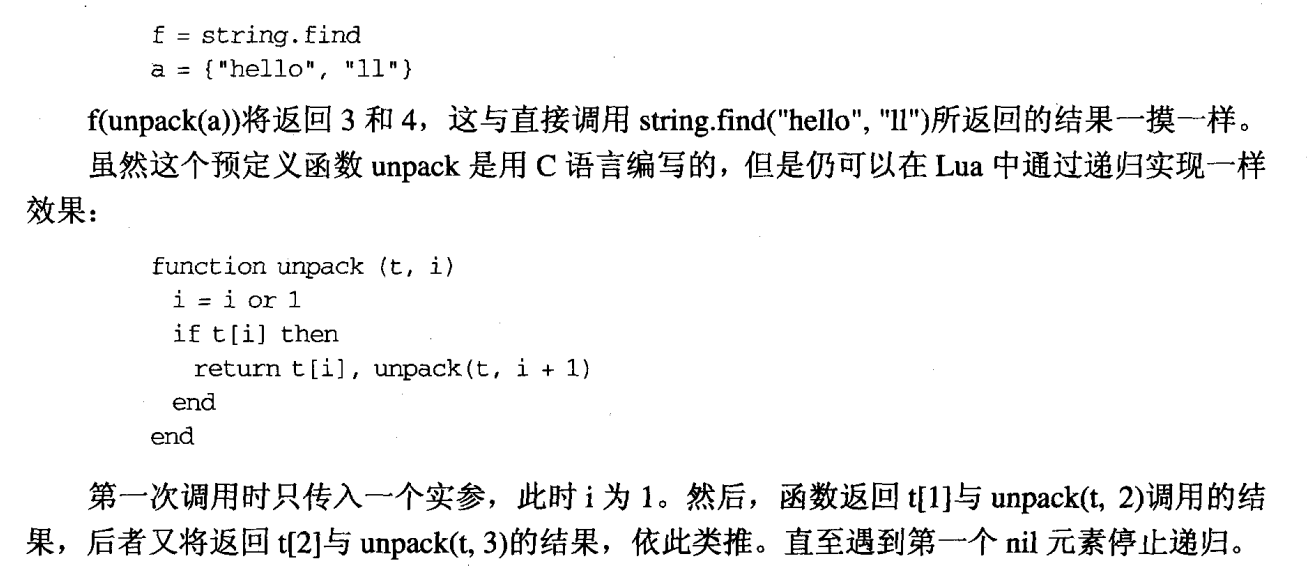 f = string.find
a = {"hello", "ll"}
f(unpack(a))将返回 3 和 4，这与直接调用 string.find("hello", "ll")所返回的结果一摸一样。
虽然这个预定义函数 unpack 是用 C 语言编写的，但是仍可以在 Lua 中通过递归实现一样
效果：
function unpack (t, i)
i = i or 1
if t[i] then
return t[i], unpack(t, i + 1)
end
end
第一次调用时只传入一个实参，此时 i 为 1。然后，函数返回 t[1]与 unpack(t, 2)调用的结
果，后者又将返回 t[2]与 unpack(t, 3)的结果，依此类推。直至遇到第一个 nil 元素停止递归。